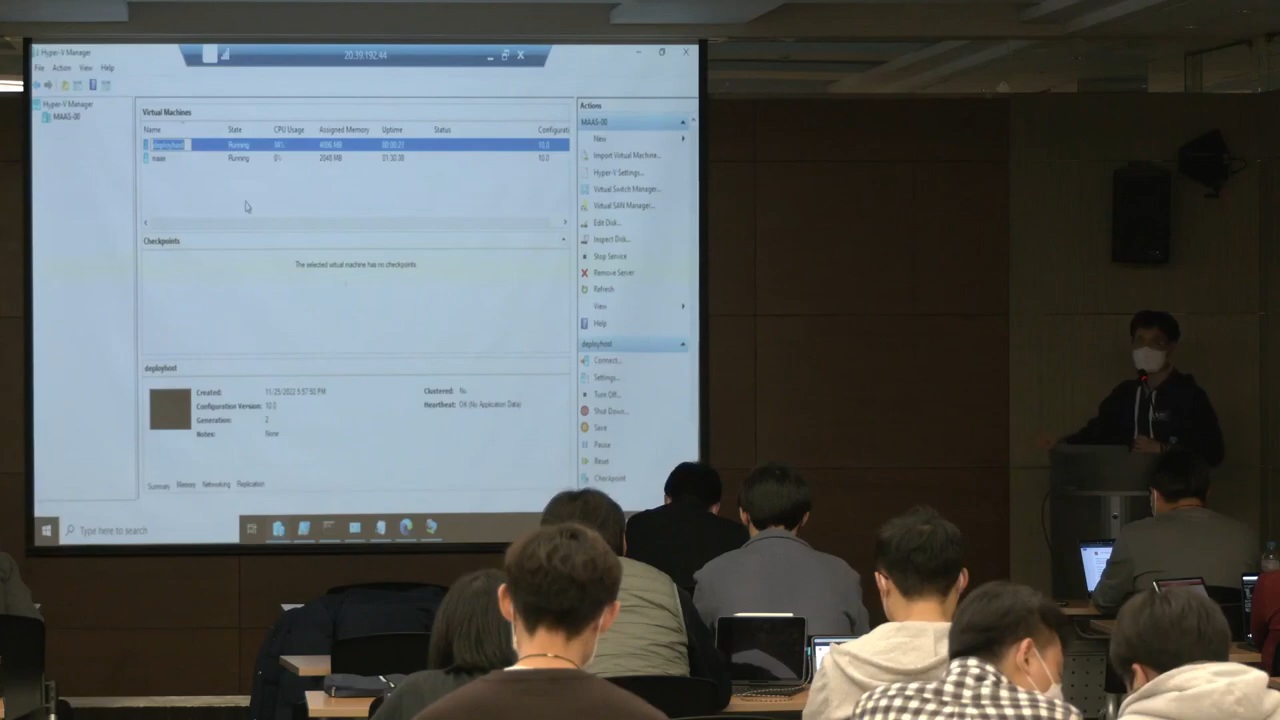 Hyper-V Manager
20.39.192.44
File Action View Help
Hyper-V Manager
MAAS-00
Virtual Machines
Name State CPU Usage Assigned Memory Uptime Status Configurati
Running 4096 MB 10.0
maas Running 0% 2048 MB 01:30:38 10.0
Checkpoints
The selected virtual machine has no checkpoints.
deployhost
Created: 11/25/2022 5:57:50 PM
Configuration Version: 10.0
Generation: 2
Notes: None
Clustered: No
Heartbeat: OK (No Application Data)
Summary Memory Networking Replication
Actions
MAAS-00
New
Import Virtual Machine...
Hyper-V Settings...
Virtual Switch Manager...
Virtual SAN Manager...
Edit Disk...
Inspect Disk...
Stop Service
Remove Server
Refresh
View
Help
deployhost
Connect...
Settings...
Turn Off...
Shut Down...
Save
Pause
Reset
Checkpoint
Type here to search